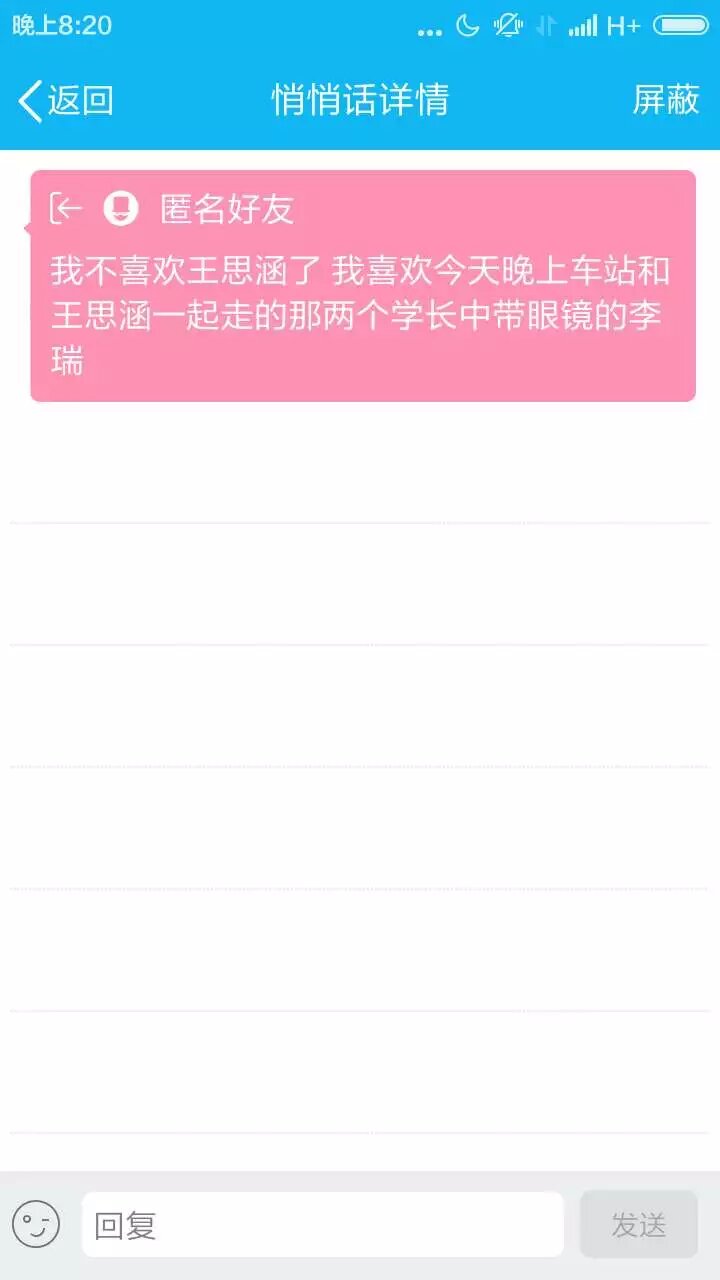 晚上8:20
H+
返回
悄悄话详情
屏蔽
匿名好友
我不喜欢王思涵了 我喜欢今天晚上车站和
王思涵一起走的那两个学长中带眼镜的李
瑞
回复
发送